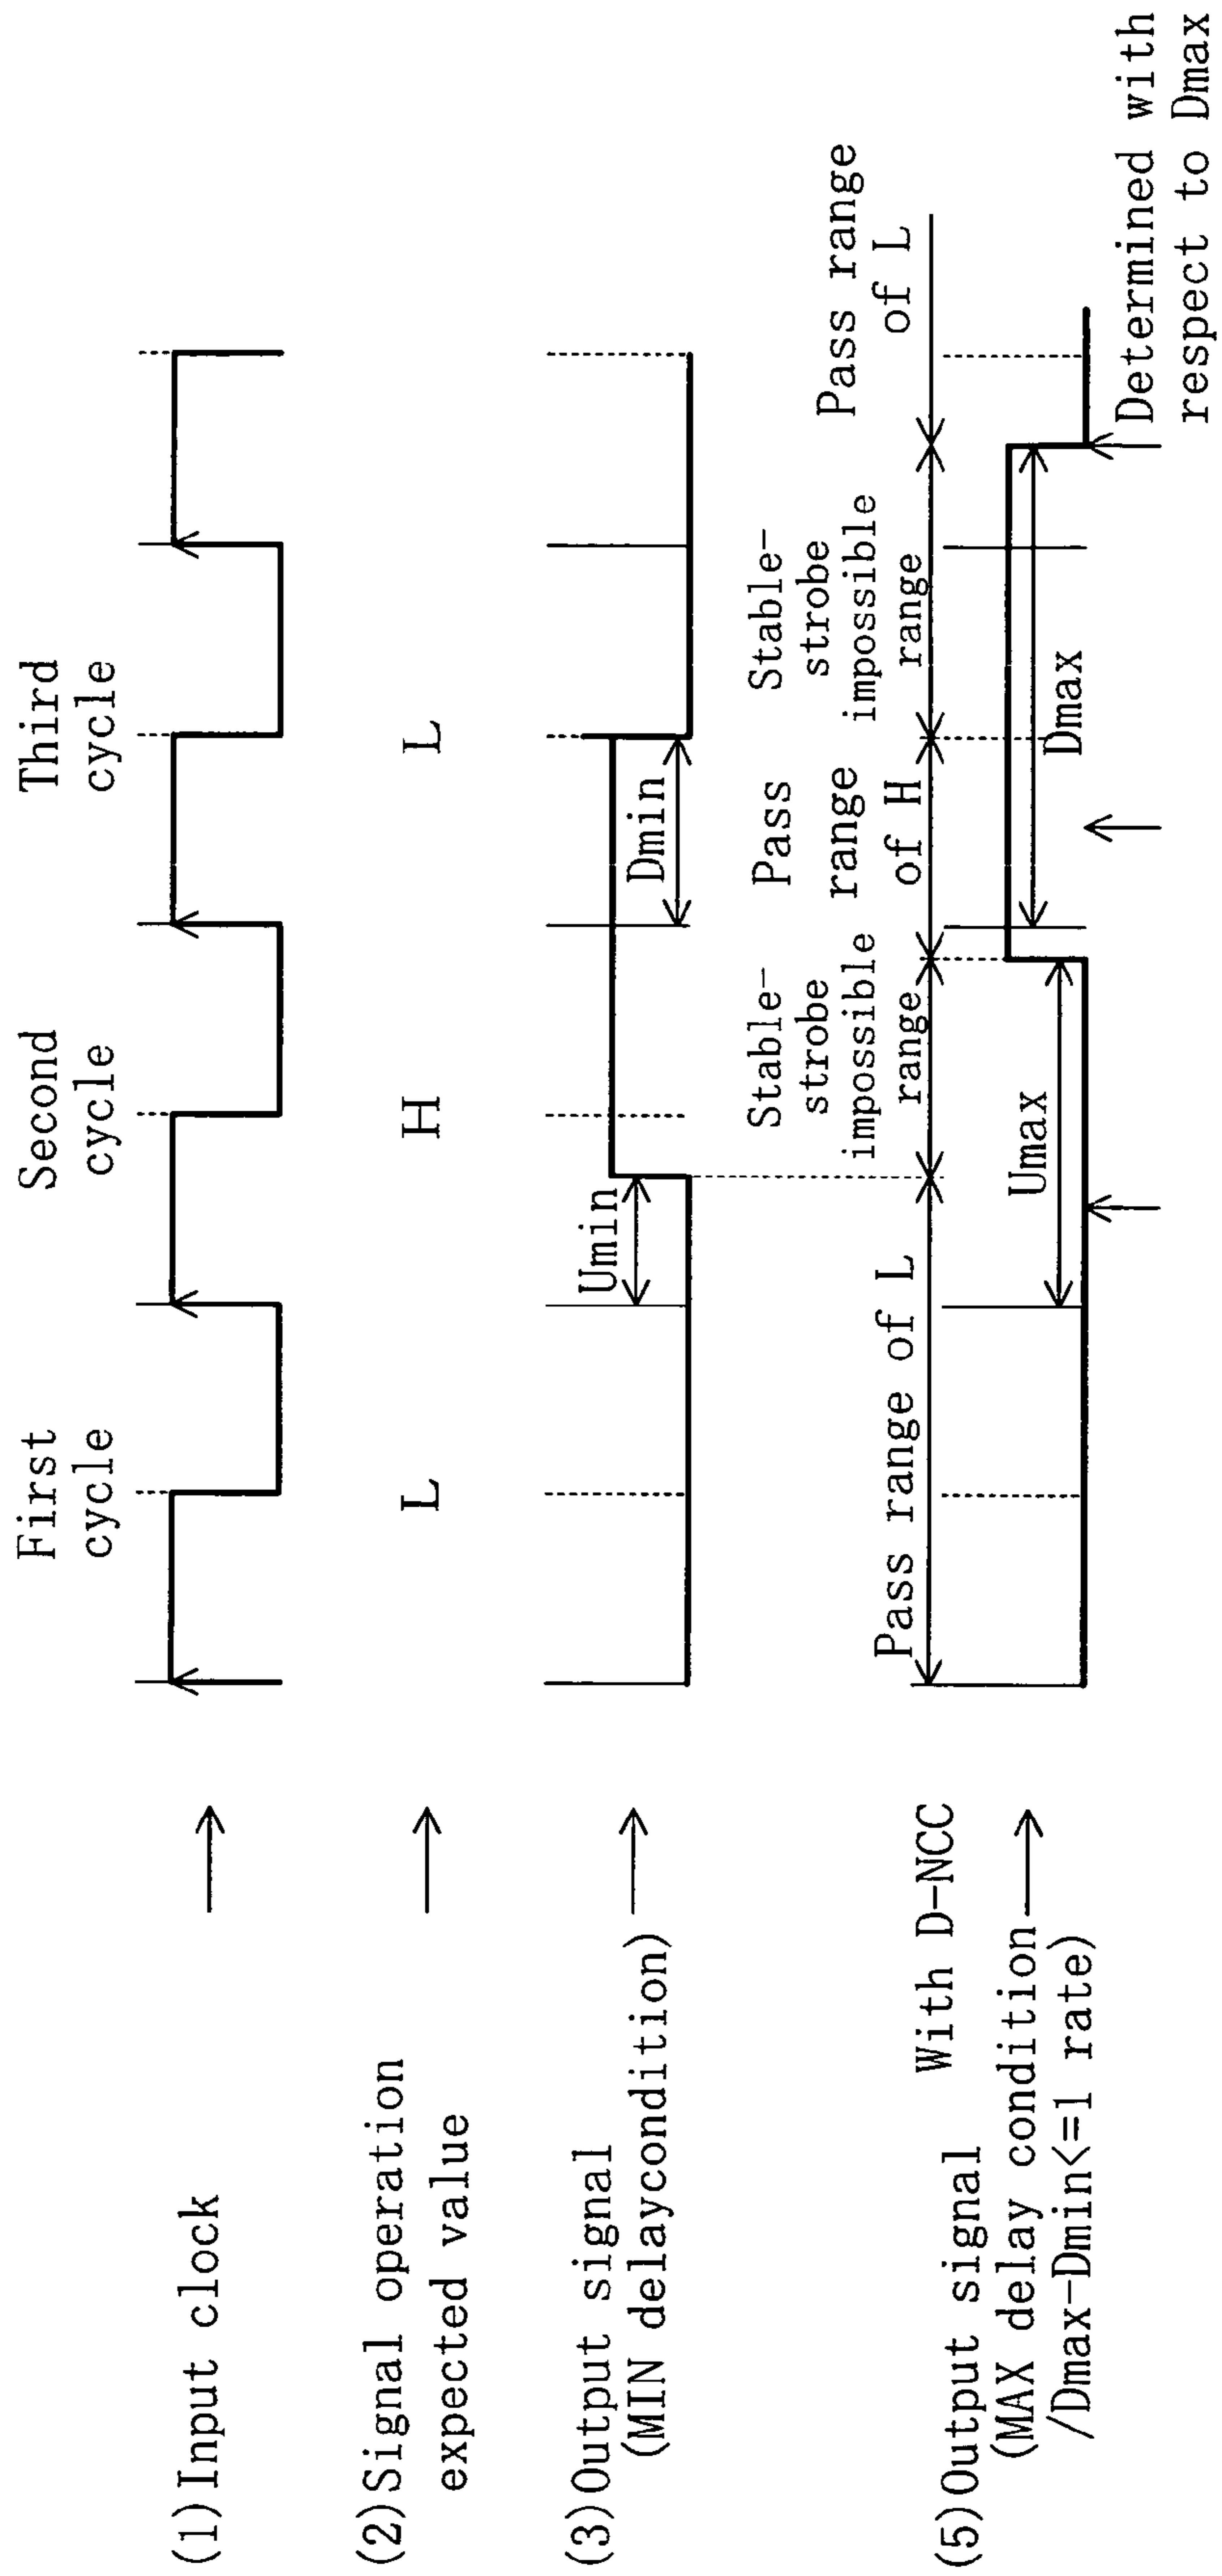 First
cycle
Second
cycle
Third
cycle
(1)Input clock
(2)Signal operation
expected value
L
H
L
(3)Output signal
(MIN delaycondition)
Umin
Dmin
Pass range of L
Stable-
strobe
impossible
range
Pass
range
of H
Stable-
strobe
impossible
range
Pass range
of L
With D-NCC
(5)Output signal
(MAX delay condition
/Dmax-Dmin<=1 rate)
Umax
Dmax
Determined with
respect to Dmax